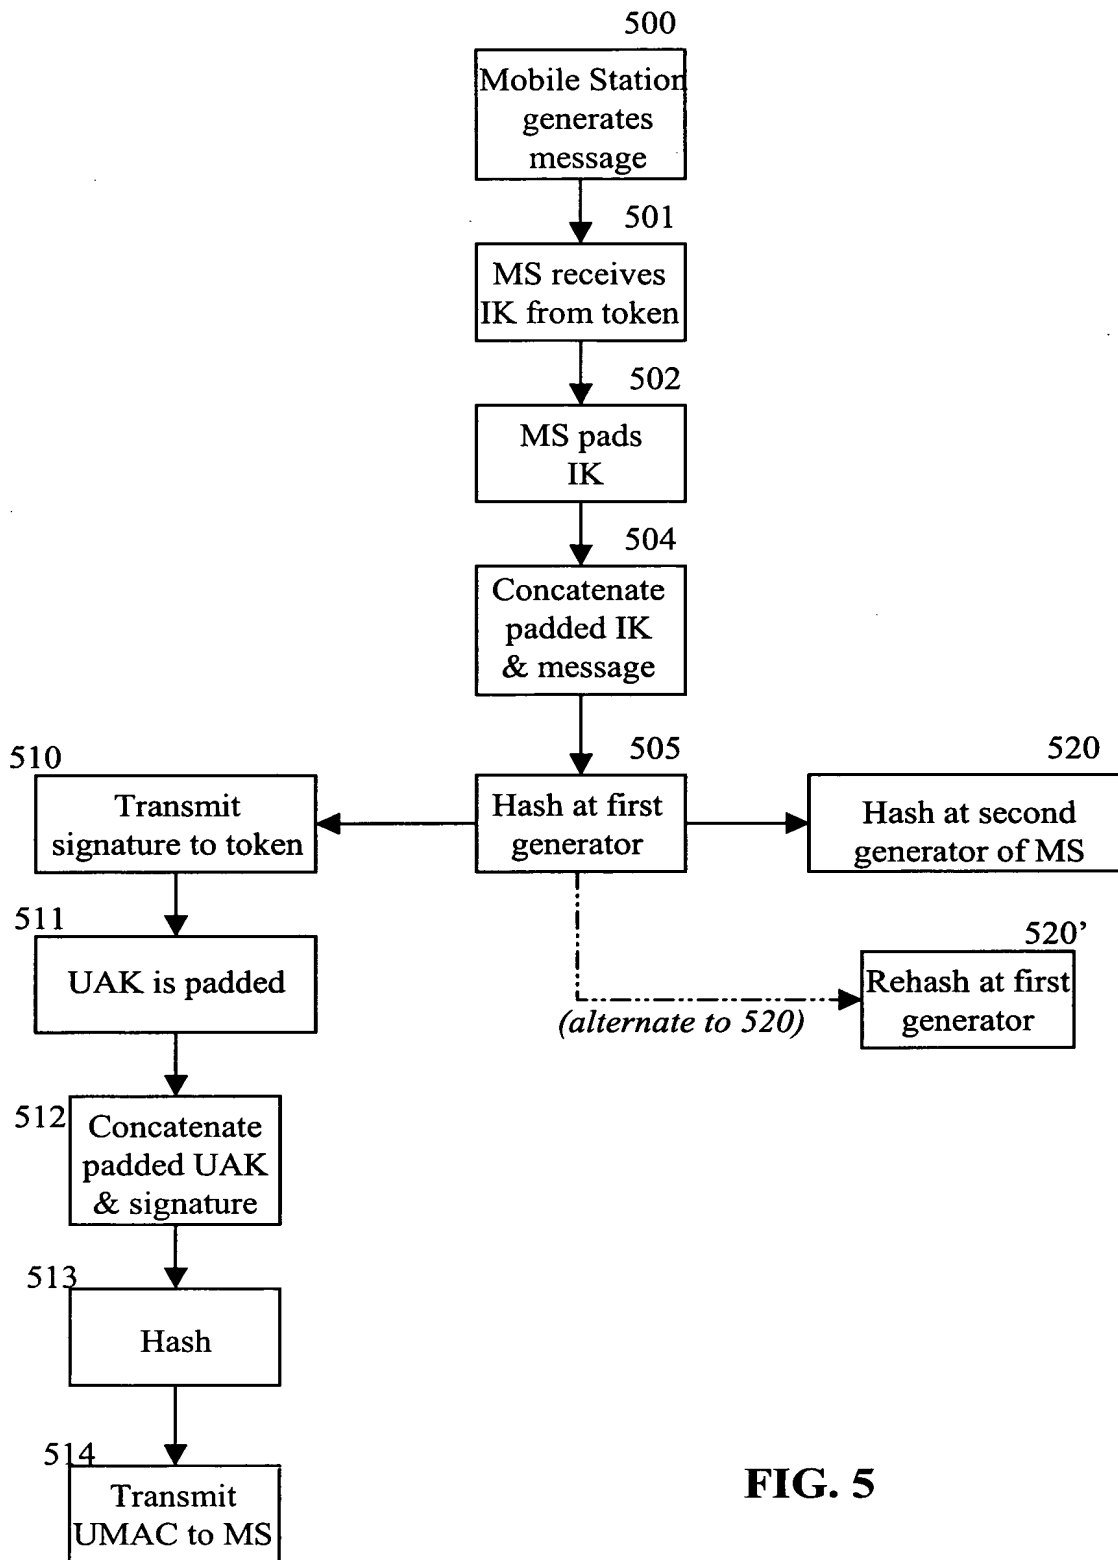 500
Mobile Station
generates
message
501
MS receives
IK from token
502
MS pads
IK
504
Concatenate
padded IK
& message
505
Hash at first
generator
510
Transmit
signature to token
520
Hash at second
generator of MS
511
UAK is padded
520’
Rehash at first
generator
(alternate to 520)
512
Concatenate
padded UAK
& signature
513
Hash
514
Transmit
UMAC to MS
FIG. 5